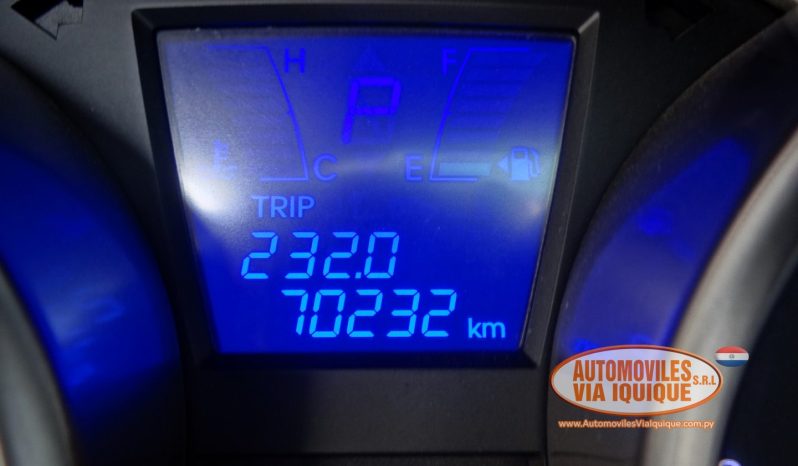 H F
P
C E
TRIP
232.0
70232 km
AUTOMOVILES
VIA IQUIQUE S.R.L
www.AutomovilesViaIquique.com.py